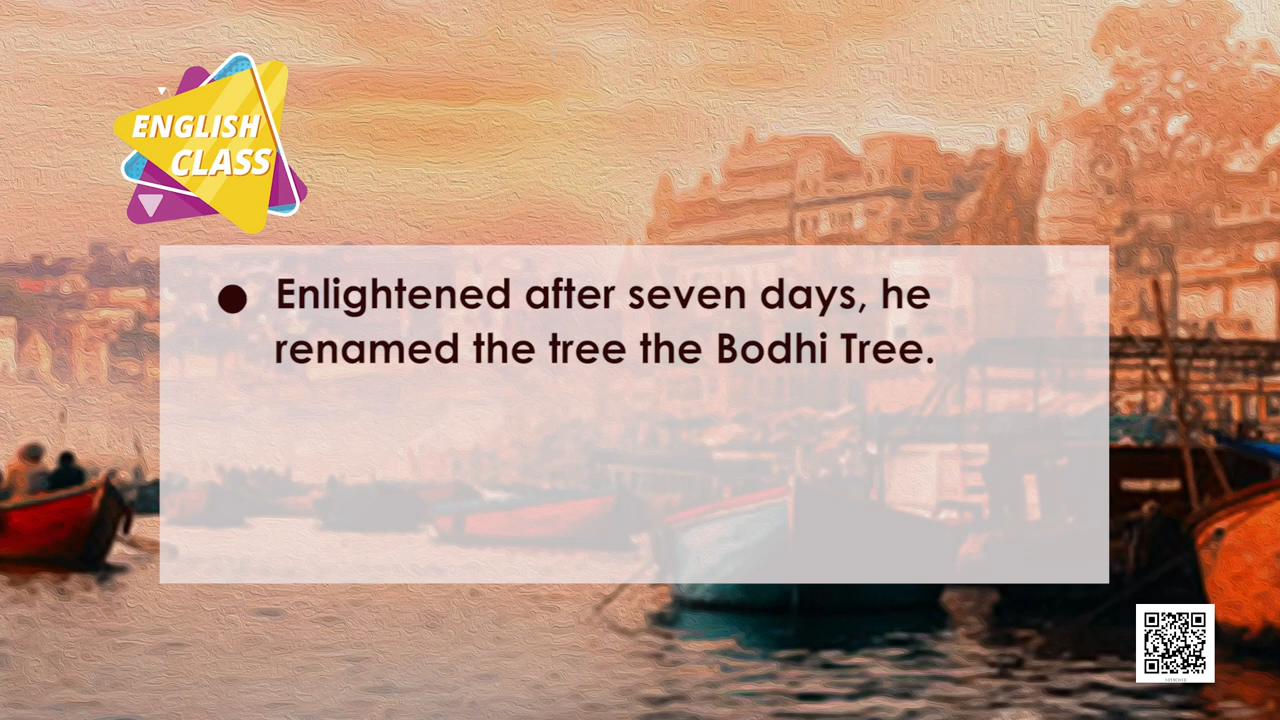 ENGLISH
CLASS
● Enlightened after seven days, he
renamed the tree the Bodhi Tree.